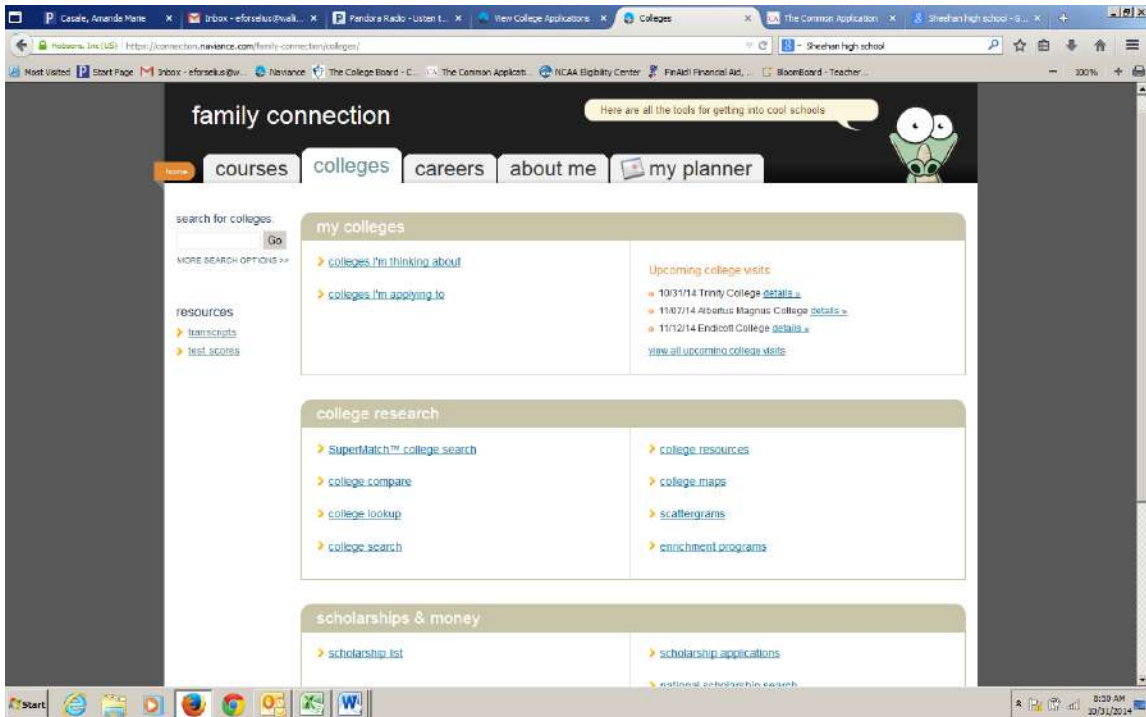 Casale, Amanda Marie
Inbox - eforselius@wali...
Pandora Radio - Listen t...
View College Applications
Colleges
The Common Application
Sheehan high school - G...
Hobsons, Inc (US)
https://connection.naviance.com/family-connection/colleges/
Sheehan high school
Most Visited
Start Page
Inbox - eforselius@w...
Naviance
The College Board - C...
The Common Applicati...
NCAA Eligibility Center
FinAid! Financial Aid, ...
BloomBoard - Teacher...
100%
family connection
Here are all the tools for getting into cool schools
home
courses
colleges
careers
about me
my planner
search for colleges:
Go
MORE SEARCH OPTIONS >>
resources
transcripts
test scores
my colleges
colleges I'm thinking about
colleges I'm applying to
Upcoming college visits
10/31/14 Trinity College details »
11/07/14 Albertus Magnus College details »
11/12/14 Endicott College details »
view all upcoming college visits
college research
SuperMatch™ college search
college compare
college lookup
college search
college resources
college maps
scattergrams
enrichment programs
scholarships & money
scholarship list
scholarship applications
national scholarship search
Start
8:50 AM
10/31/2014